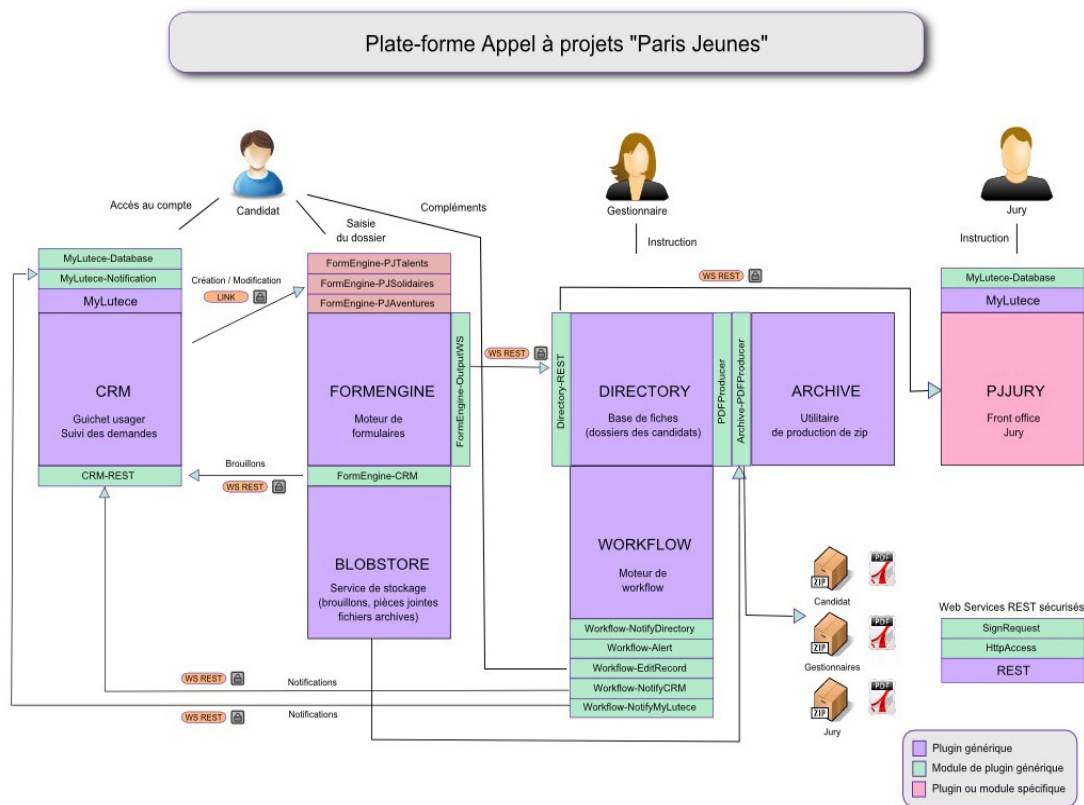 Plate-forme Appel à projets "Paris Jeunes"
Candidat
Gestionnaire
Jury
Accès au compte
Saisie
du dossier
Compléments
Instruction
Instruction
MyLutece-Database
MyLutece-Notification
MyLutece
CRM
Guichet usager
Suivi des demandes
CRM-REST
Création / Modification
LINK
FormEngine-PJTalents
FormEngine-PJSolidaires
FormEngine-PJAventures
FORMENGINE
Moteur de
formulaires
FormEngine-OutputWS
FormEngine-CRM
Brouillons
WS REST
BLOBSTORE
Service de stockage
(brouillons, pièces jointes
fichiers archives)
WS REST
WS REST
Directory-REST
DIRECTORY
Base de fiches
(dossiers des candidats)
PDFProducer
Archive-PDFProducer
ARCHIVE
Utilitaire
de production de zip
MyLutece-Database
MyLutece
PJJURY
Front office
Jury
WORKFLOW
Moteur de
workflow
Workflow-NotifyDirectory
Workflow-Alert
Workflow-EditRecord
Workflow-NotifyCRM
Workflow-NotifyMyLutece
WS REST
Notifications
WS REST
Notifications
ZIP
PDF
Candidat
ZIP
PDF
Gestionnaires
ZIP
PDF
Jury
Web Services REST sécurisés
SignRequest
HttpAccess
REST
Plugin générique
Module de plugin générique
Plugin ou module spécifique